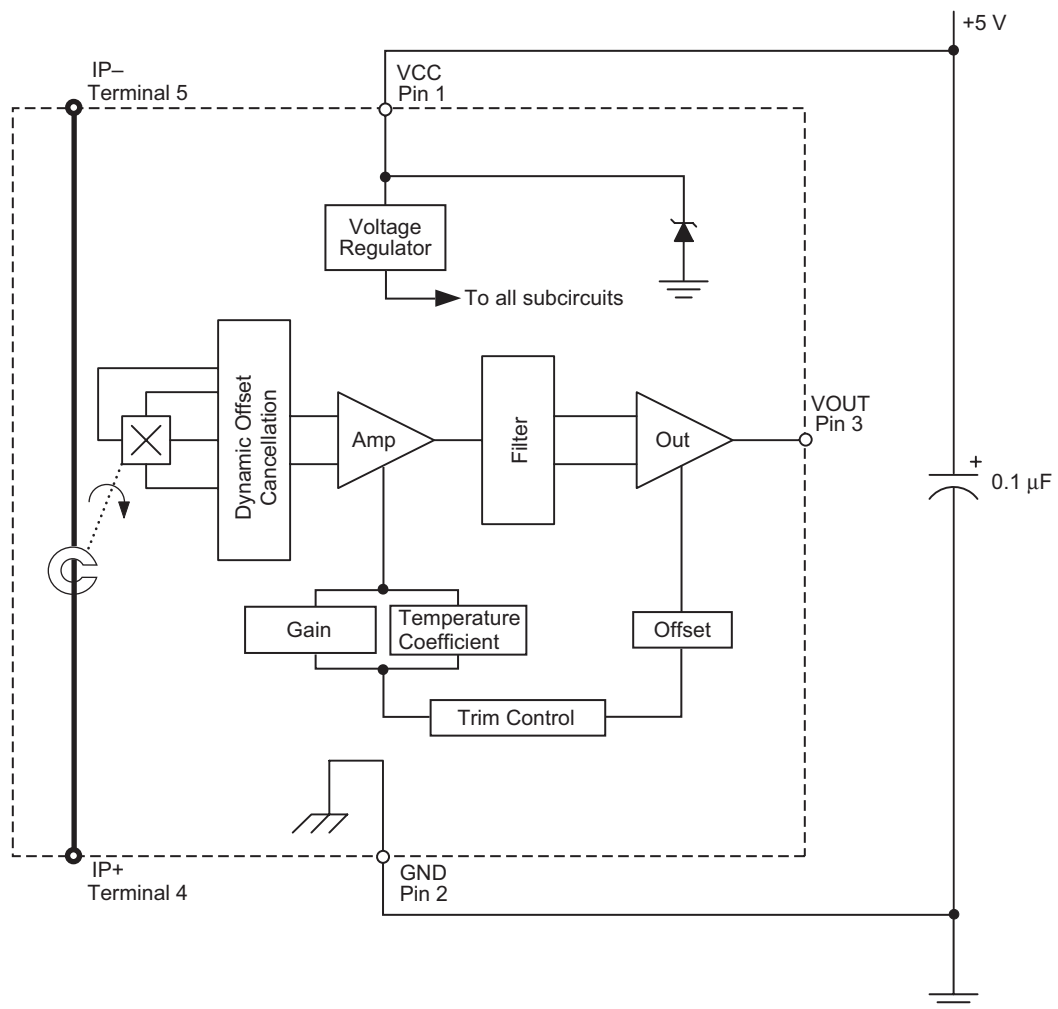 +5 V
IP–
Terminal 5
VCC
Pin 1
Voltage
Regulator
To all subcircuits
Dynamic Offset
Cancellation
Amp
Filter
Out
VOUT
Pin 3
+
0.1 µF
Gain
Temperature
Coefficient
Offset
Trim Control
IP+
Terminal 4
GND
Pin 2